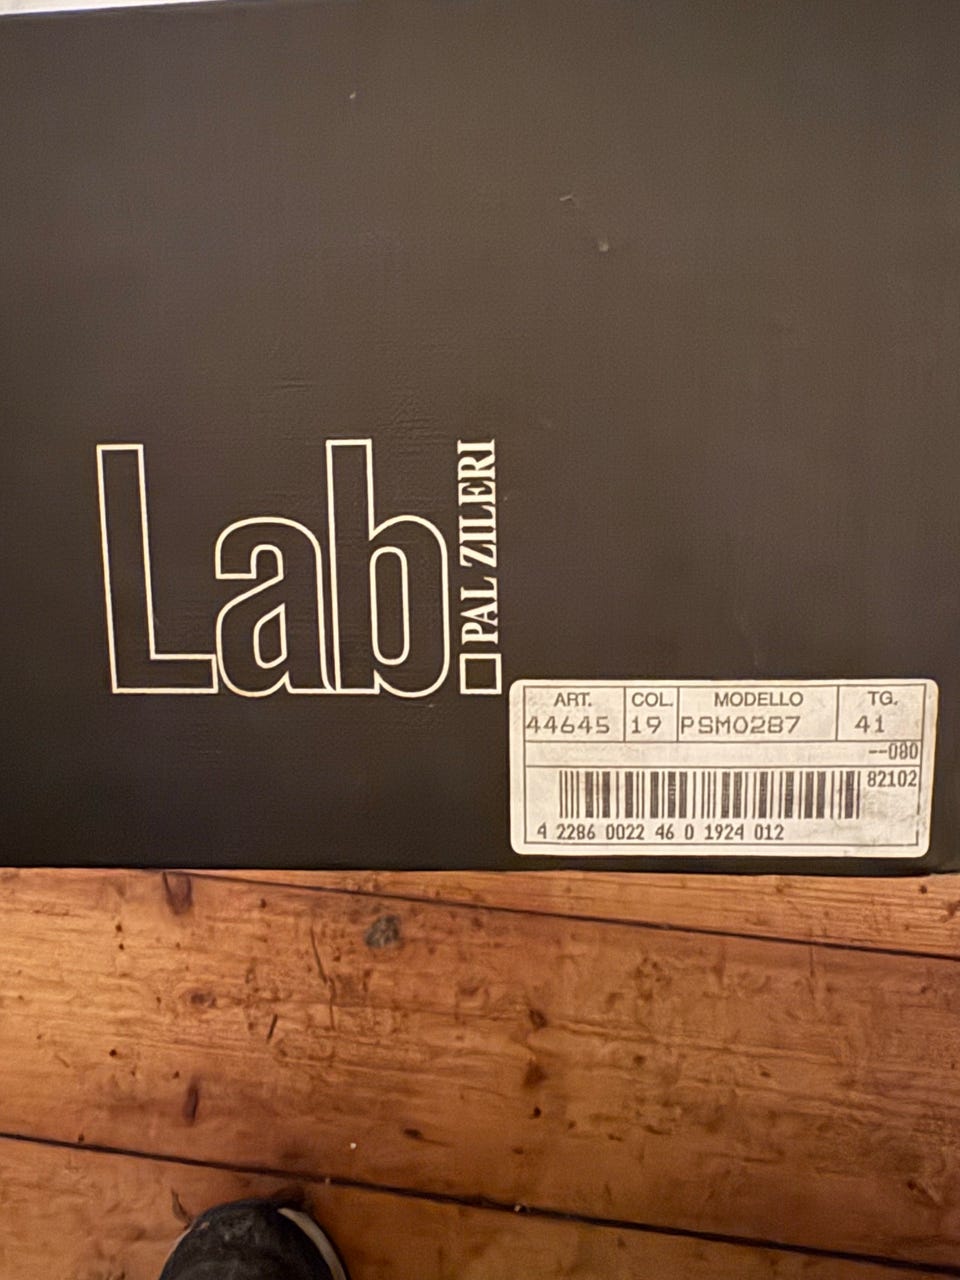 Lab.
PAL ZILERI
ART. COL. MODELLO TG.
44645 19 PSM0287 41
--080
82102
4 2286 0022 46 0 1924 012